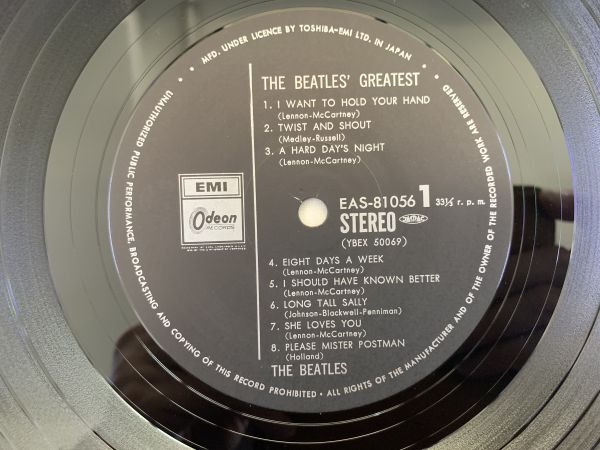 MFD. UNDER LICENCE BY TOSHIBA-EMI LTD. IN JAPAN
THE BEATLES' GREATEST
1. I WANT TO HOLD YOUR HAND
(Lennon-McCartney)
2. TWIST AND SHOUT
(Medley-Russell)
3. A HARD DAY'S NIGHT
(Lennon-McCartney)
EMI
Odeon
RECORDS
EAS-81056 1 33⅓ r. p. m.
STEREO
(YBEX 50069)
4. EIGHT DAYS A WEEK
(Lennon-McCartney)
5. I SHOULD HAVE KNOWN BETTER
(Lennon-McCartney)
6. LONG TALL SALLY
(Johnson-Blackwell-Penniman)
7. SHE LOVES YOU
(Lennon-McCartney)
8. PLEASE MISTER POSTMAN
(Holland)
THE BEATLES
UNAUTHORIZED PUBLIC PERFORMANCE, BROADCASTING AND COPYING OF THIS RECORD PROHIBITED • ALL RIGHTS OF THE MANUFACTURER AND OF THE OWNER OF THE RECORDED WORK ARE RESERVED